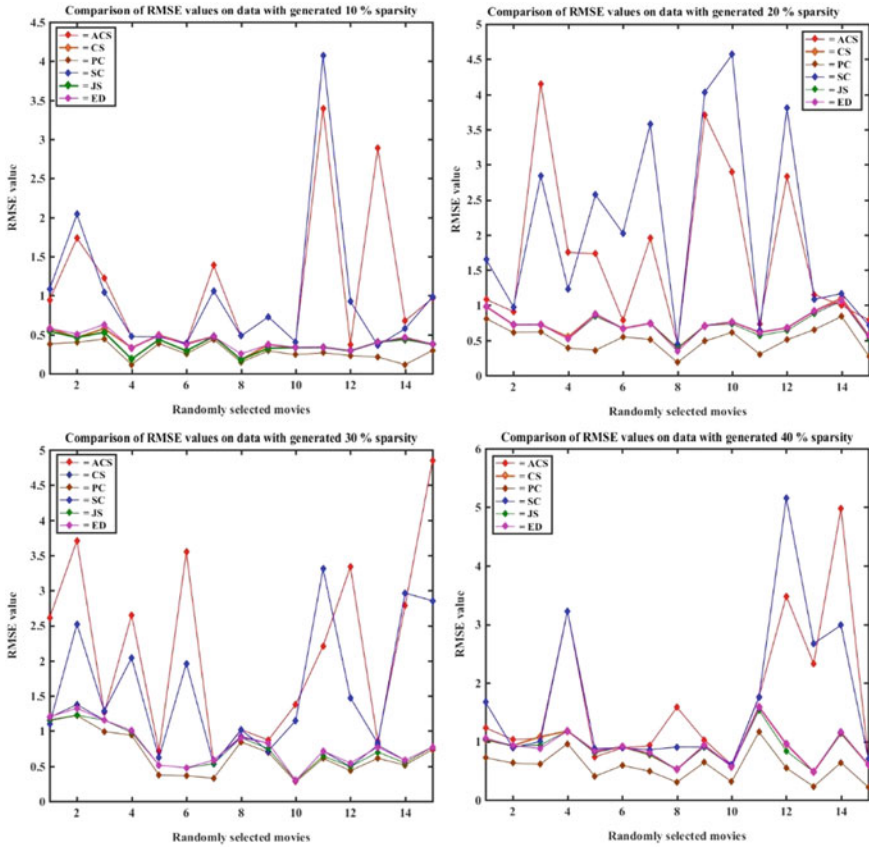 Comparison of RMSE values on data with generated 10 % sparsity
4.5
4
3.5
3
2.5
2
1.5
1
0.5
0
RMSE value
= ACS
= CS
= PC
= SC
= JS
= ED
2
4
6
8
10
12
14
Randomly selected movies
Comparison of RMSE values on data with generated 20 % sparsity
5
4.5
4
3.5
3
2.5
2
1.5
1
0.5
0
RMSE value
= ACS
= CS
= PC
= SC
= JS
= ED
2
4
6
8
10
12
14
Randomly selected movies
Comparison of RMSE values on data with generated 30 % sparsity
5
4.5
4
3.5
3
2.5
2
1.5
1
0.5
0
RMSE value
= ACS
= CS
= PC
= SC
= JS
= ED
2
4
6
8
10
12
14
Randomly selected movies
Comparison of RMSE values on data with generated 40 % sparsity
6
5
4
3
2
1
0
RMSE value
= ACS
= CS
= PC
= SC
= JS
= ED
2
4
6
8
10
12
14
Randomly selected movies